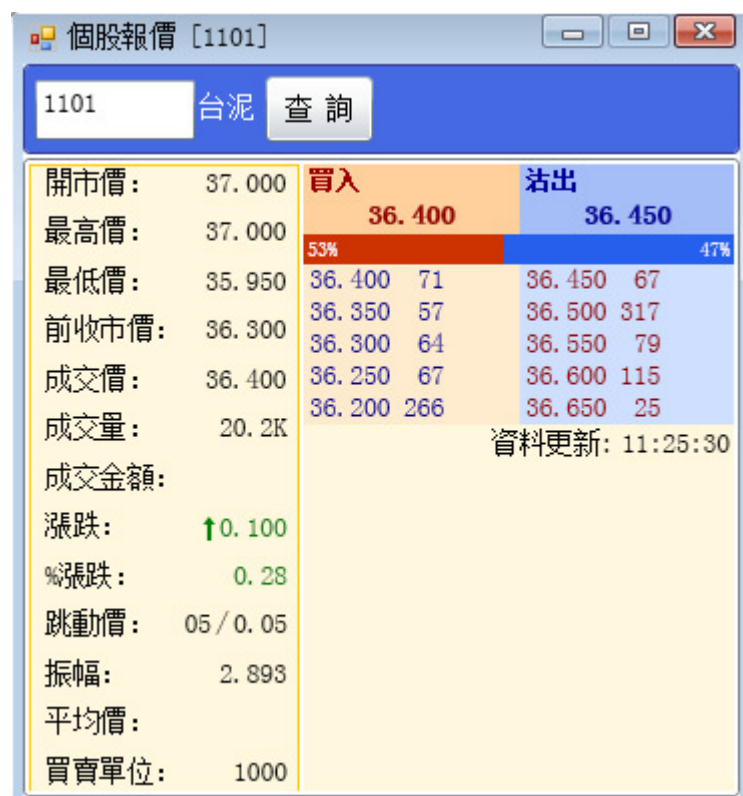 個股報價 [1101]
1101 台泥 查詢
開市價: 37.000
最高價: 37.000
最低價: 35.950
前收市價: 36.300
成交價: 36.400
成交量: 20.2K
成交金額:
漲跌: ↑0.100
%漲跌: 0.28
跳動價: 05/0.05
振幅: 2.893
平均價:
買賣單位: 1000
買入 沽出
36.400 36.450
53% 47%
36.400 71 36.450 67
36.350 57 36.500 317
36.300 64 36.550 79
36.250 67 36.600 115
36.200 266 36.650 25
資料更新: 11:25:30